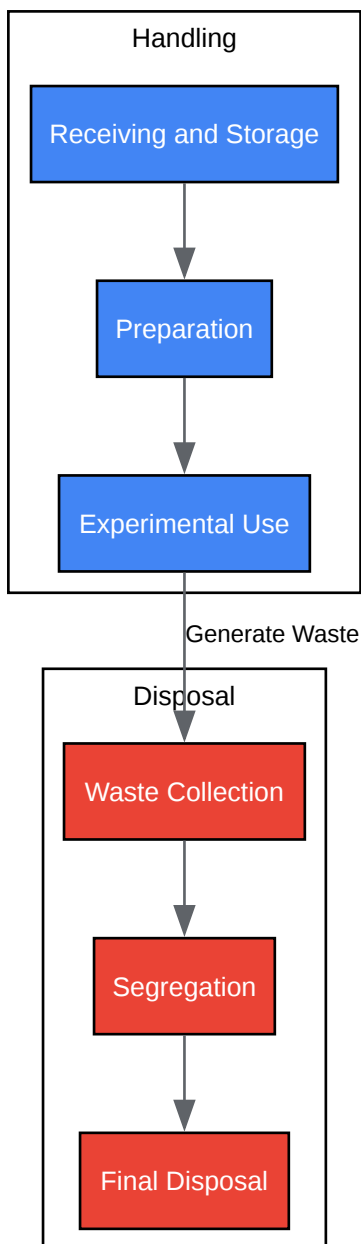 Handling
Receiving and Storage
Preparation
Experimental Use
Generate Waste
Disposal
Waste Collection
Segregation
Final Disposal